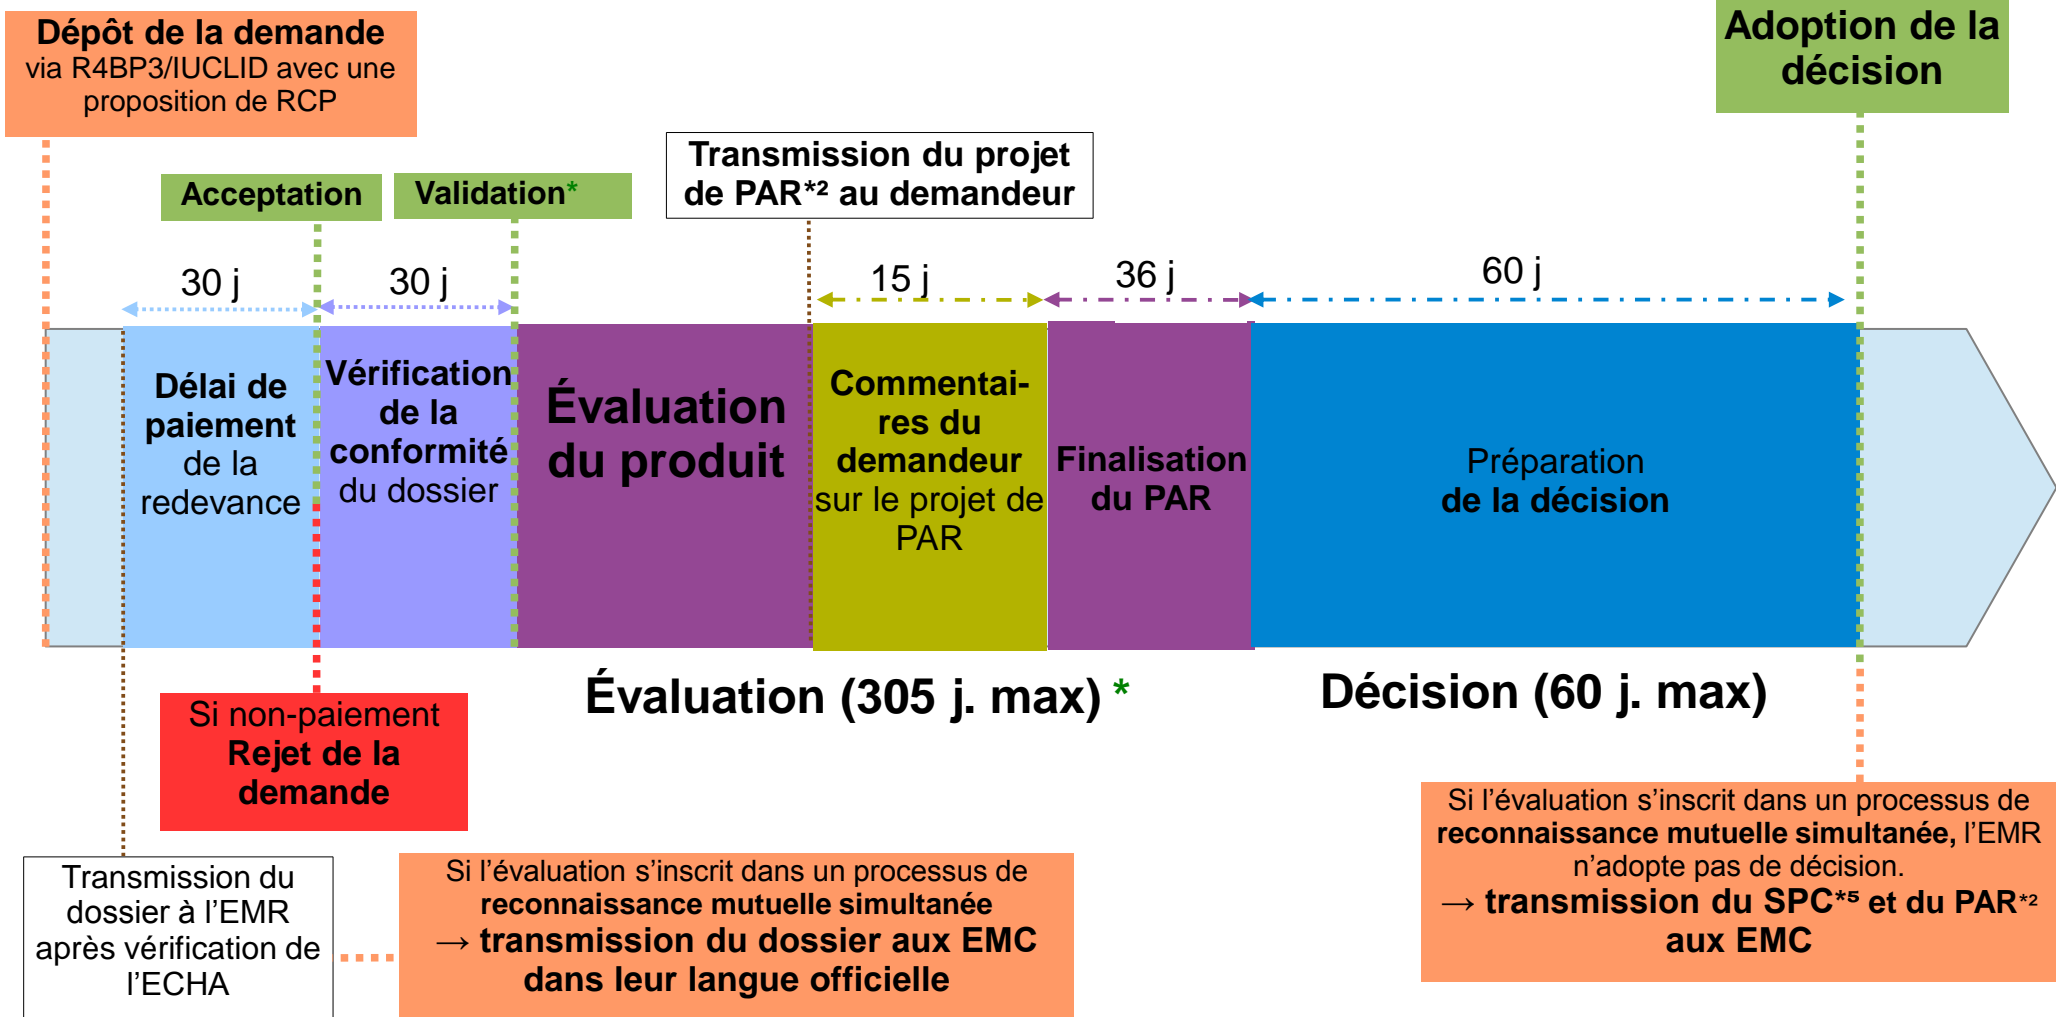 Dépôt de la demande
via R4BP3/IUCLID avec une
proposition de RCP
Adoption de la
décision
Transmission du projet
de PAR*² au demandeur
Acceptation
Validation*
30 j
30 j
15 j
36 j
60 j
Délai de
paiement
de la
redevance
Vérification
de la
conformité
du dossier
Évaluation
du produit
Commentai-
res du
demandeur
sur le projet de
PAR
Finalisation
du PAR
Préparation
de la décision
Évaluation (305 j. max) *
Décision (60 j. max)
Si non-paiement
Rejet de la
demande
Transmission du
dossier à l’EMR
après vérification de
l’ECHA
Si l’évaluation s’inscrit dans un processus de
reconnaissance mutuelle simultanée
→ transmission du dossier aux EMC
dans leur langue officielle
Si l’évaluation s’inscrit dans un processus de
reconnaissance mutuelle simultanée, l’EMR
n’adopte pas de décision.
→ transmission du SPC*⁵ et du PAR*²
aux EMC